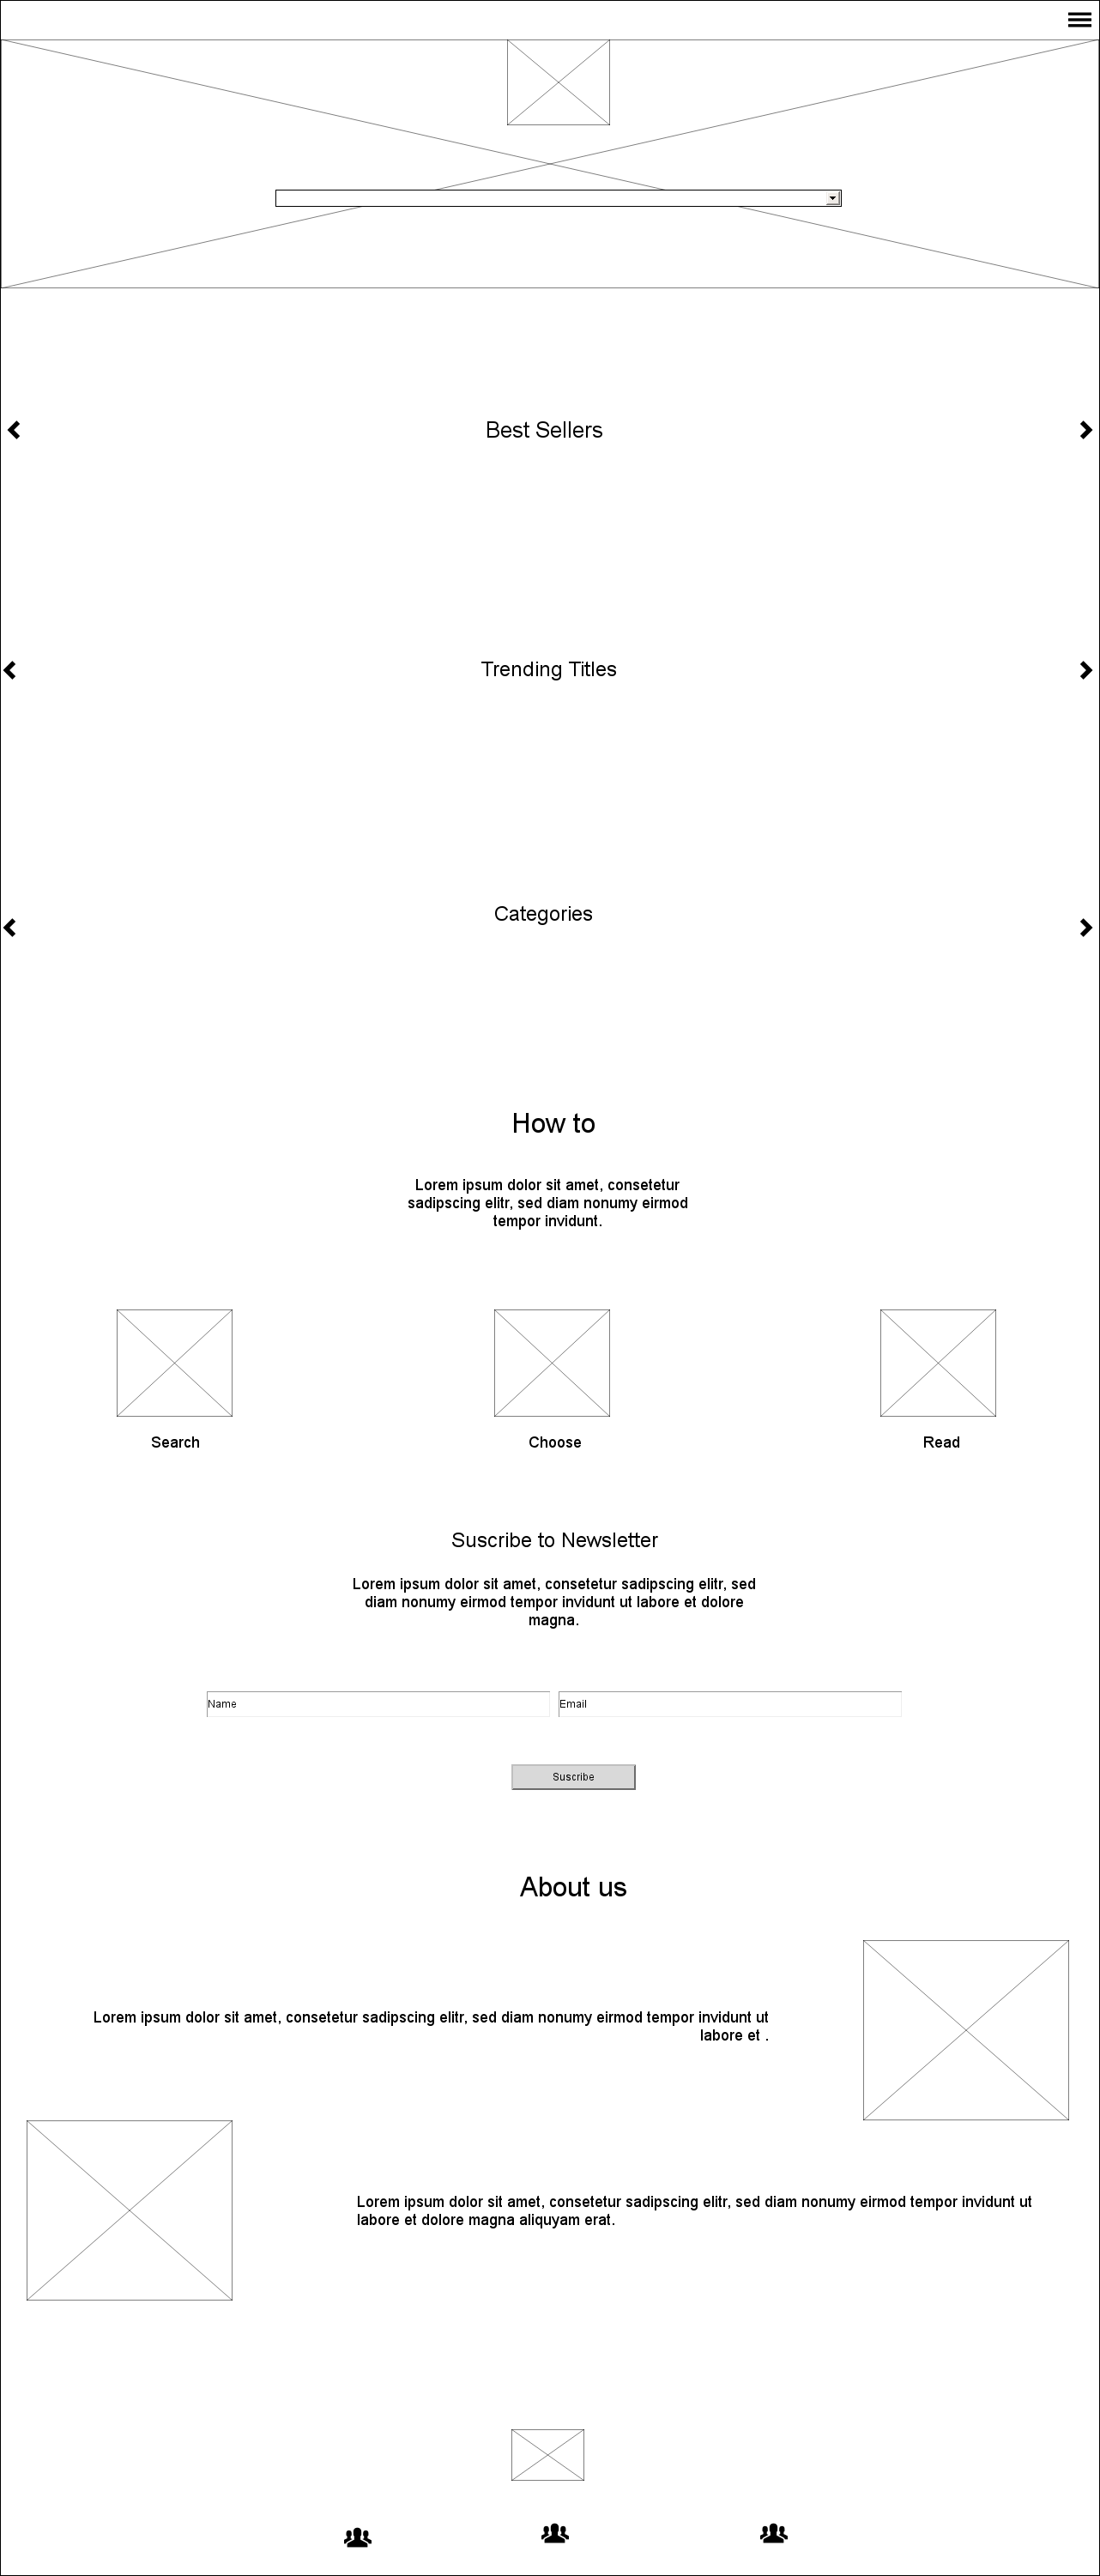 Best Sellers
Trending Titles
Categories
How to
Lorem ipsum dolor sit amet, consetetur
sadipscing elitr, sed diam nonumy eirmod
tempor invidunt.
Search
Choose
Read
Suscribe to Newsletter
Lorem ipsum dolor sit amet, consetetur sadipscing elitr, sed
diam nonumy eirmod tempor invidunt ut labore et dolore
magna.
Name
Email
Suscribe
About us
Lorem ipsum dolor sit amet, consetetur sadipscing elitr, sed diam nonumy eirmod tempor invidunt ut
labore et .
Lorem ipsum dolor sit amet, consetetur sadipscing elitr, sed diam nonumy eirmod tempor invidunt ut
labore et dolore magna aliquyam erat.